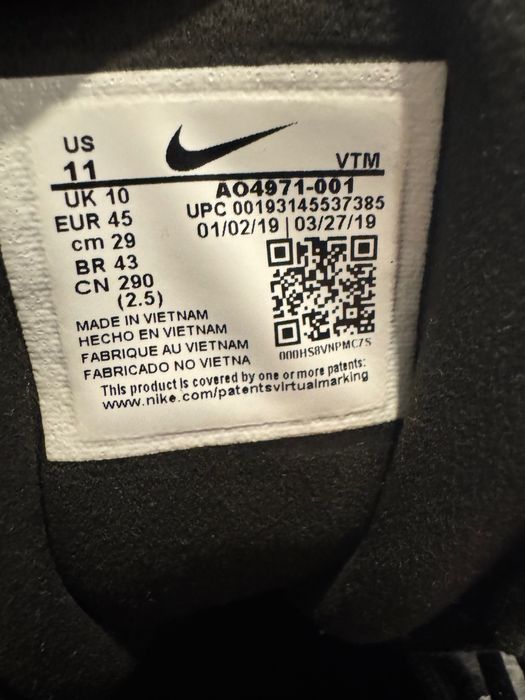 US
11
VTM
UK 10
EUR 45
cm 29
BR 43
CN 290
(2.5)
AO4971-001
UPC 00193145537385
01/02/19 | 03/27/19
000HS8VNPMC7S
MADE IN VIETNAM
HECHO EN VIETNAM
FABRIQUE AU VIETNAM
FABRICADO NO VIETNA
This product is covered by one or more patents:
www.nike.com/patentsvirtualmarking